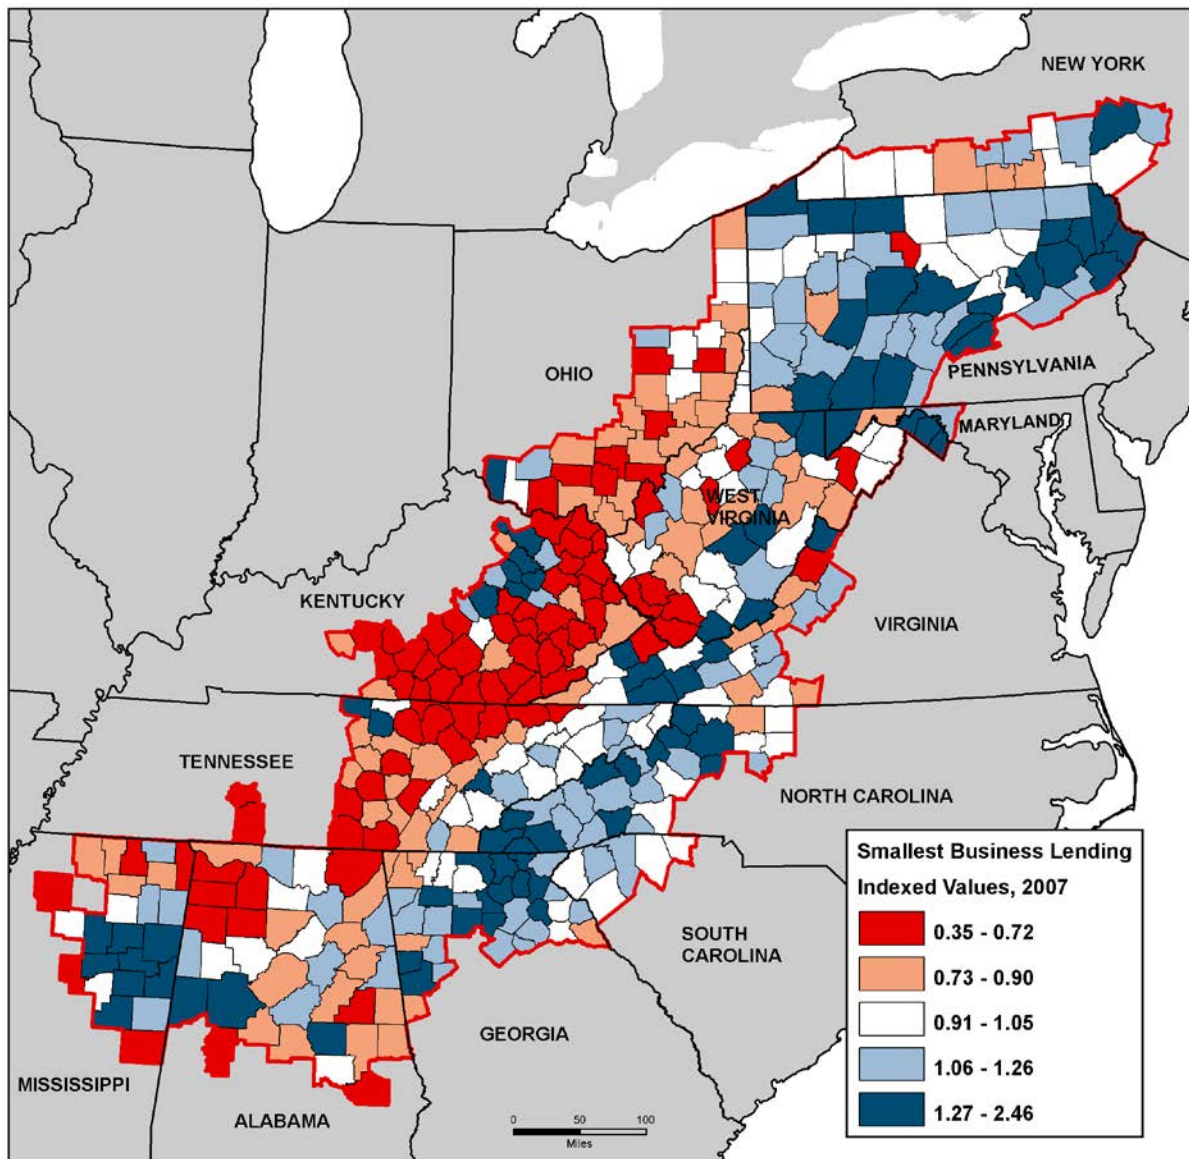 NEW YORK
OHIO
PENNSYLVANIA
MARYLAND
WEST
VIRGINIA
KENTUCKY
VIRGINIA
TENNESSEE
NORTH CAROLINA
SOUTH
CAROLINA
GEORGIA
MISSISSIPPI
ALABAMA
0 50 100
Miles
Smallest Business Lending
Indexed Values, 2007
0.35 - 0.72
0.73 - 0.90
0.91 - 1.05
1.06 - 1.26
1.27 - 2.46